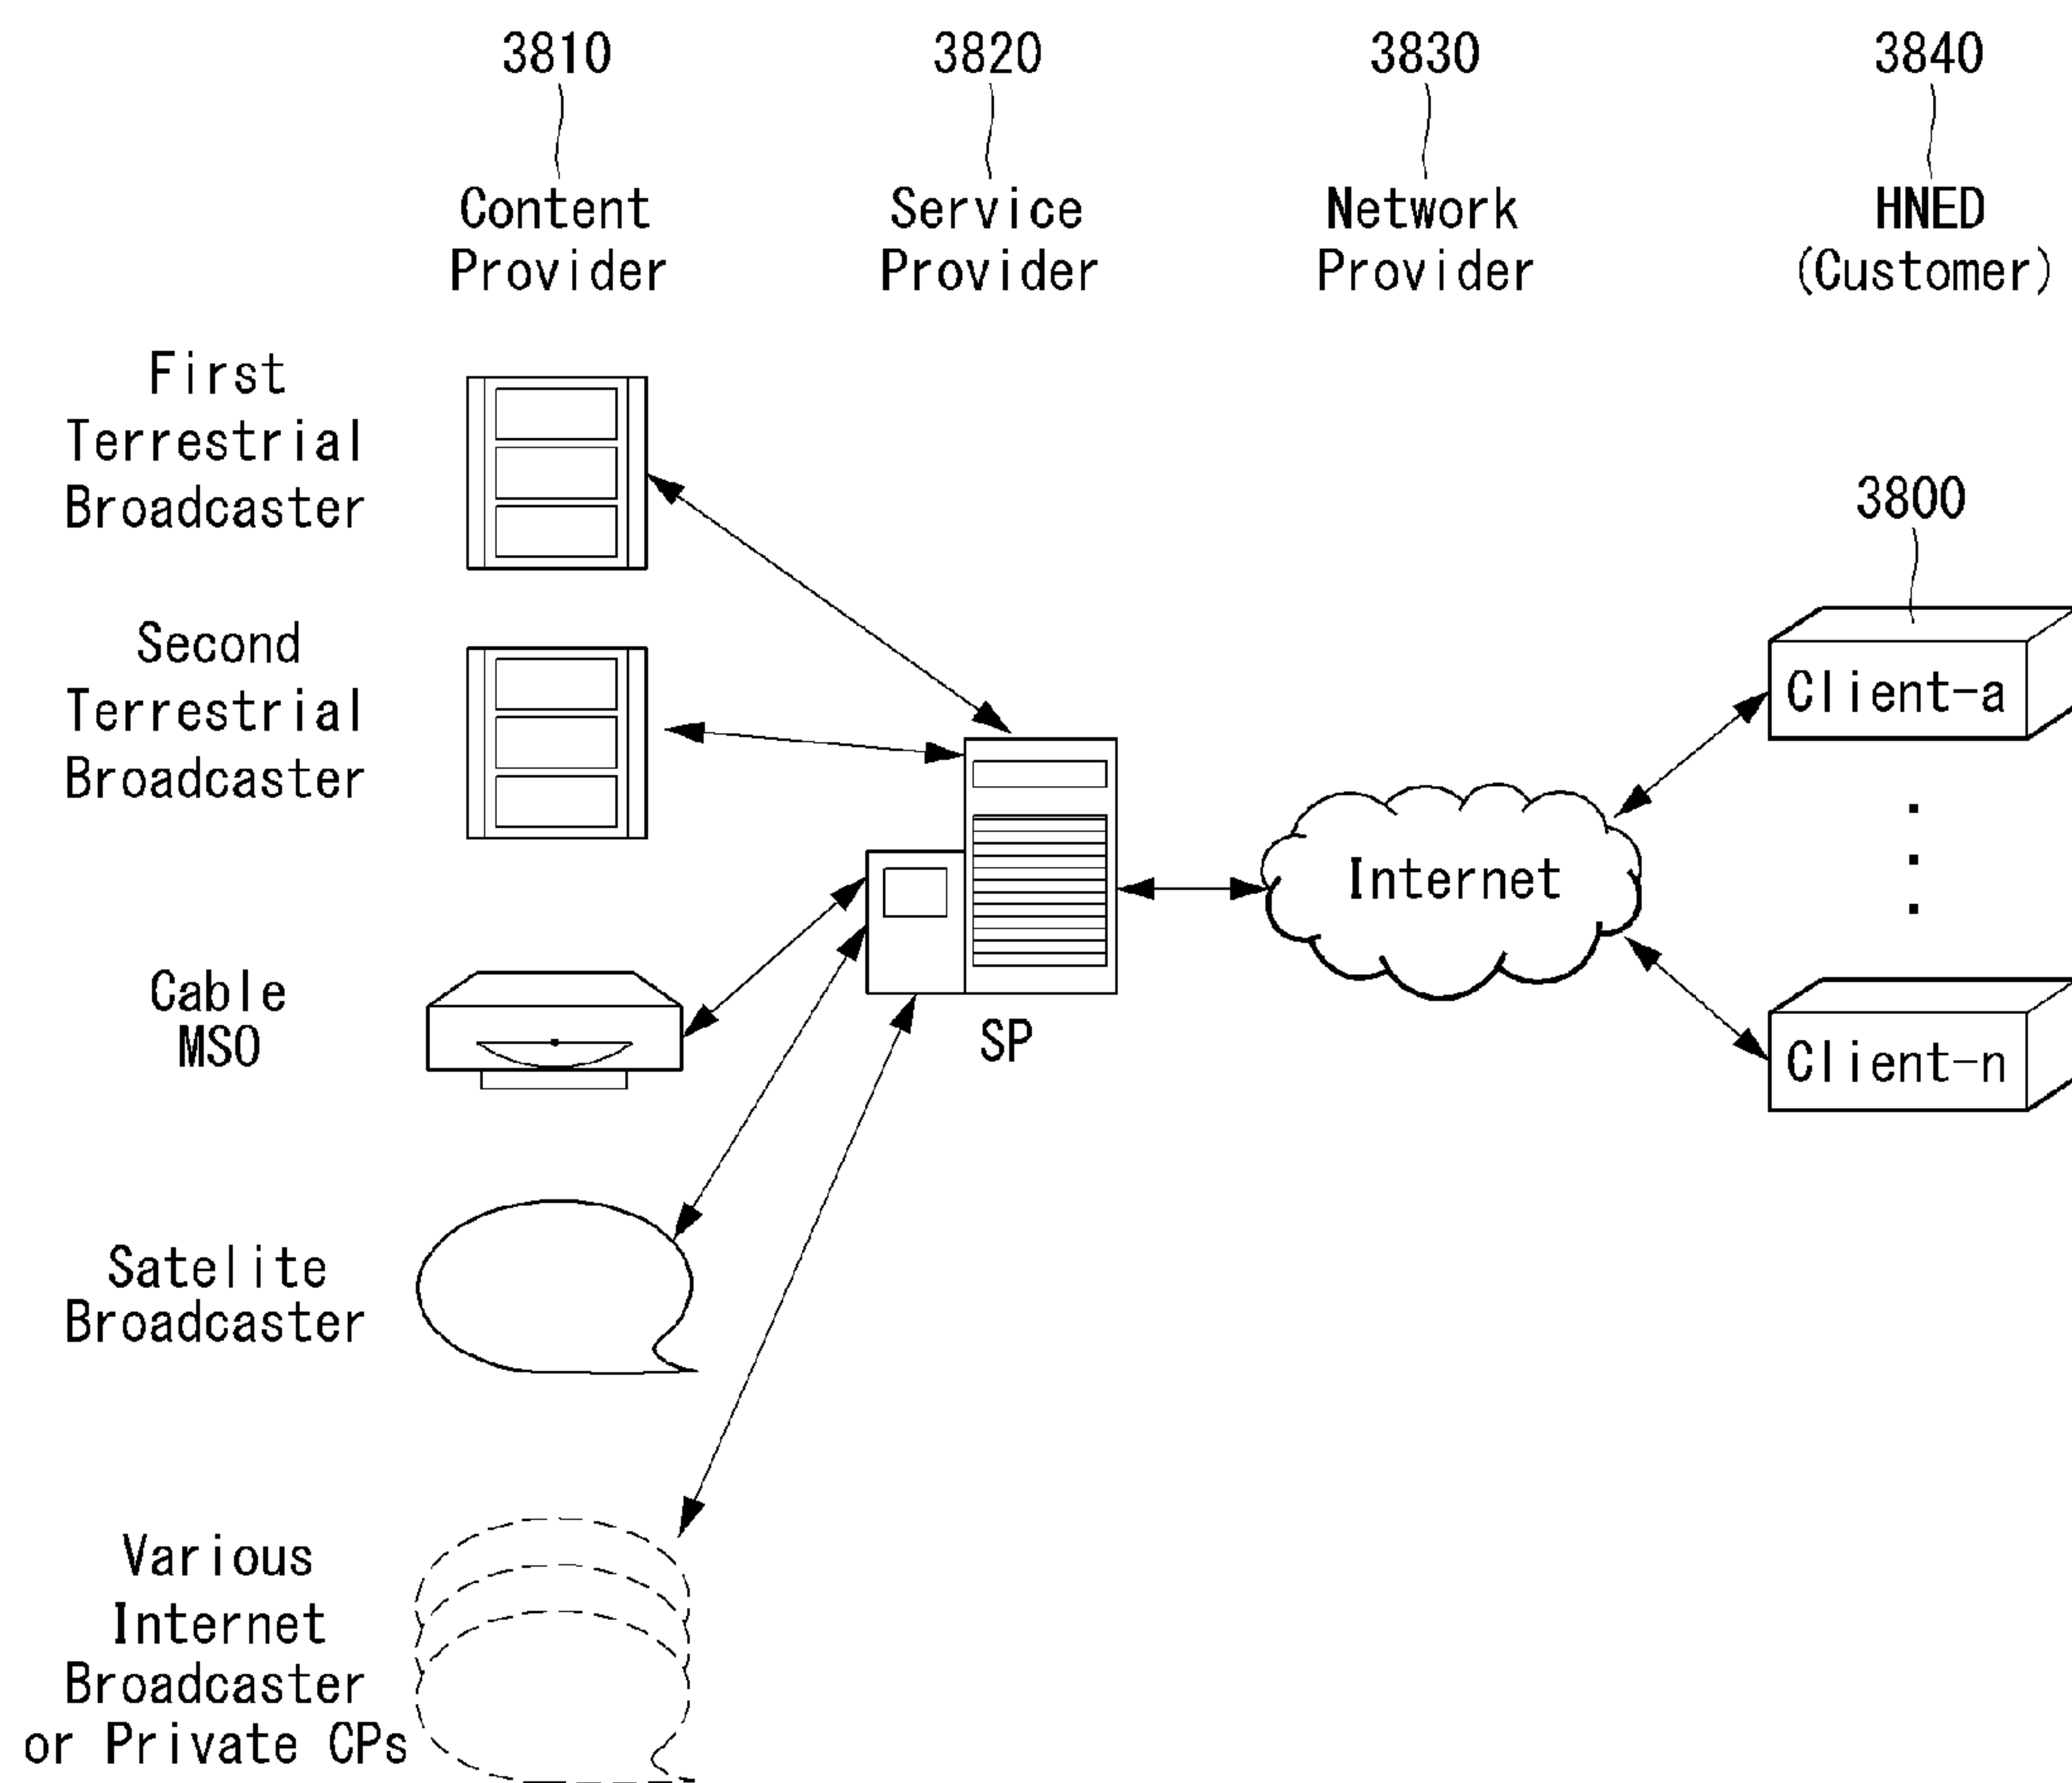 3810
3820
3830
3840
Content
Provider
Service
Provider
Network
Provider
HNED
(Customer)
First
Terrestrial
Broadcaster
3800
Second
Terrestrial
Broadcaster
Client-a
Internet
Cable
MSO
SP
Client-n
Satelite
Broadcaster
Various
Internet
Broadcaster
or Private CPs